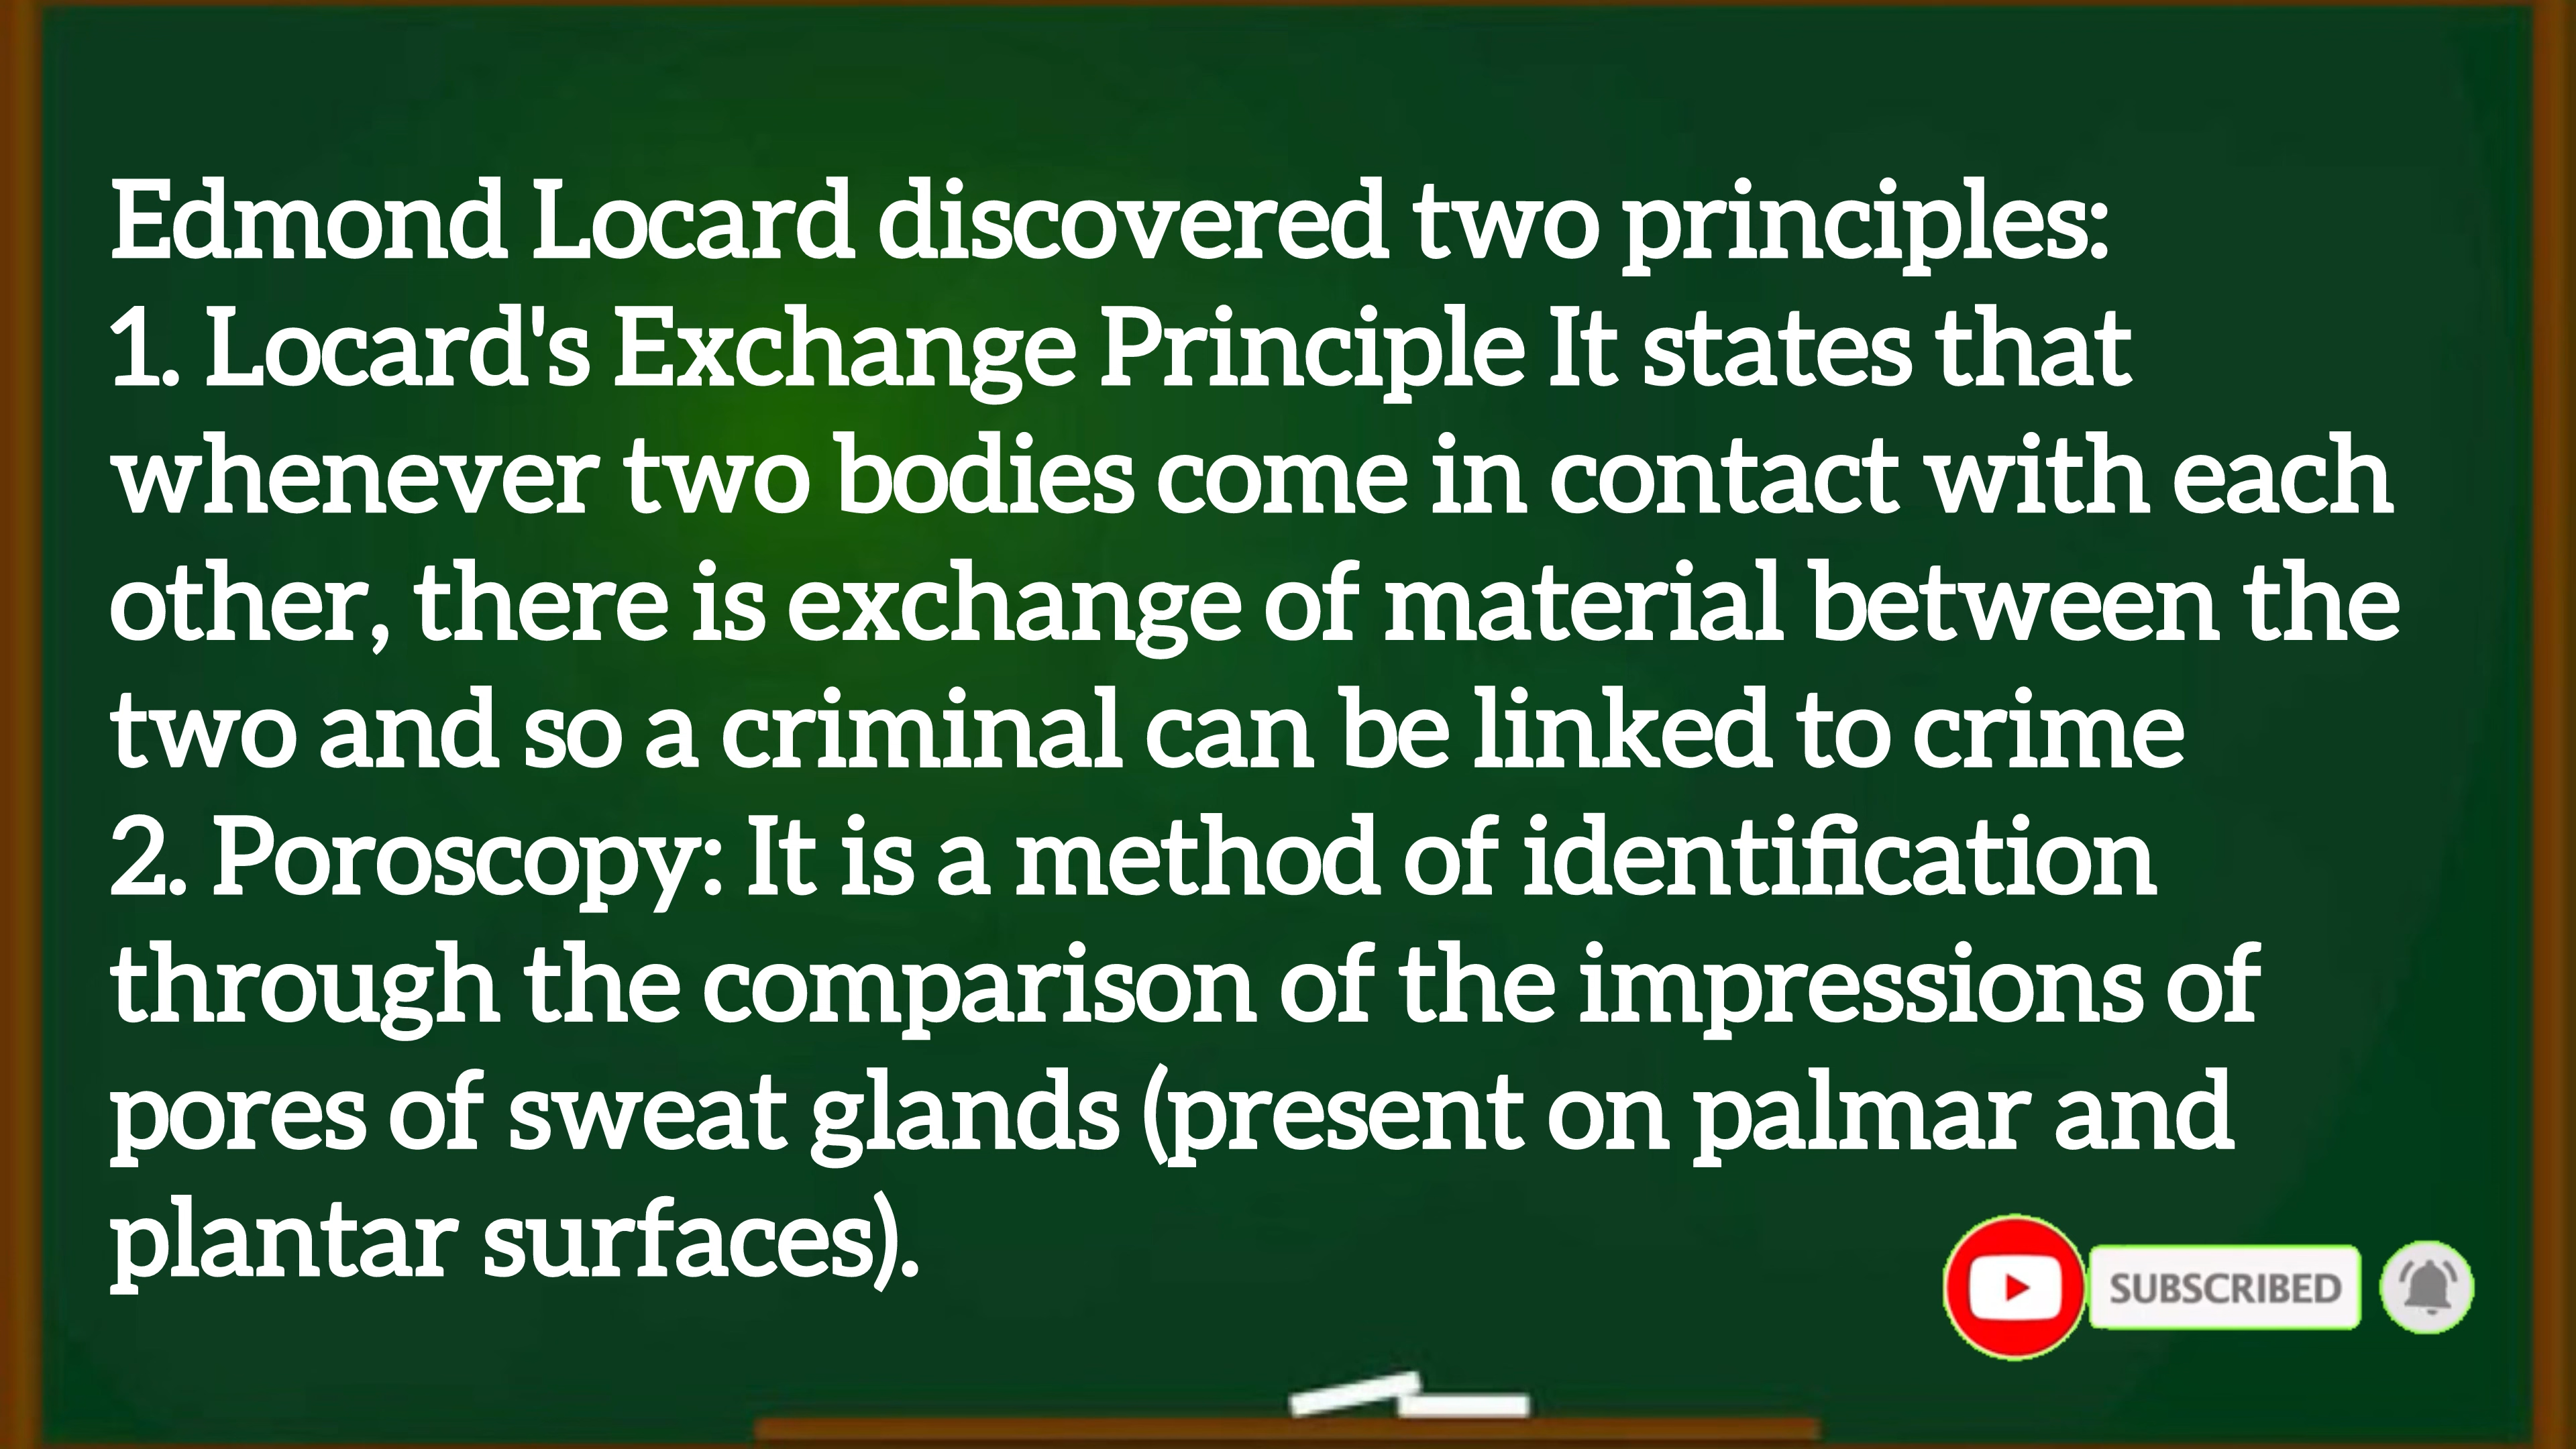 Edmond Locard discovered two principles:
1. Locard's Exchange Principle It states that
whenever two bodies come in contact with each
other, there is exchange of material between the
two and so a criminal can be linked to crime
2. Poroscopy: It is a method of identification
through the comparison of the impressions of
pores of sweat glands (present on palmar and
plantar surfaces).
SUBSCRIBED